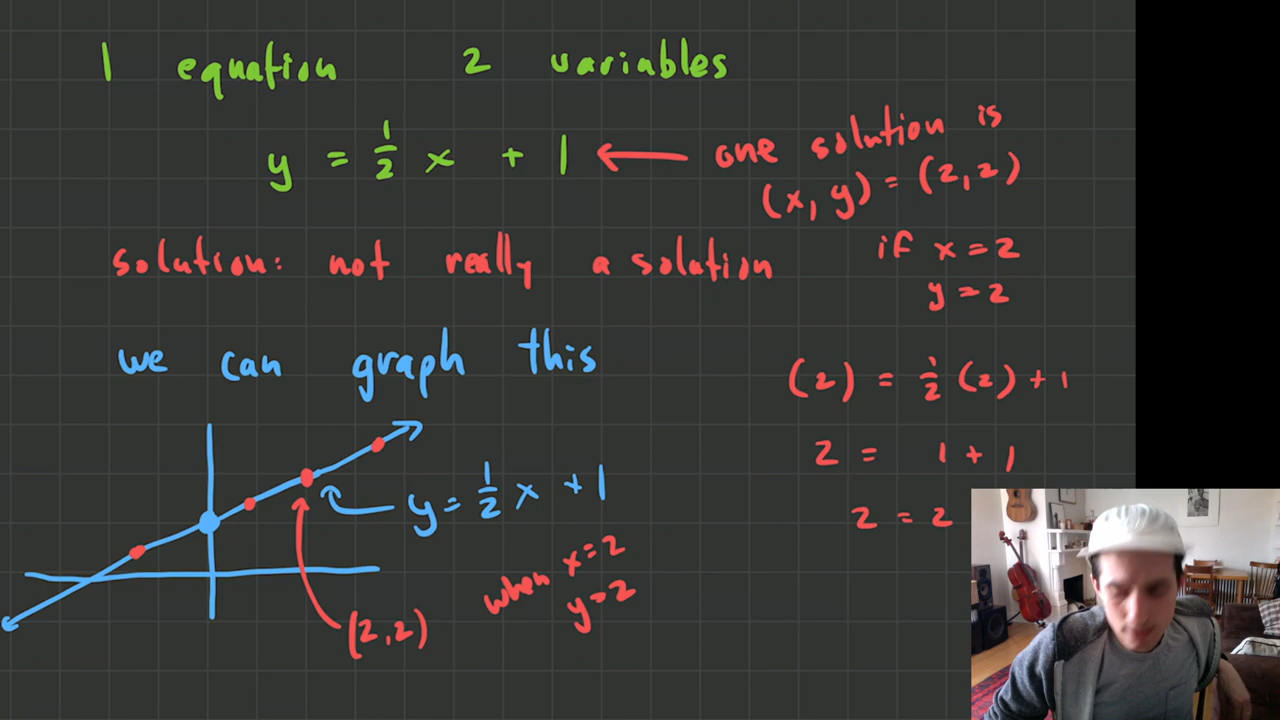 1 equation 2 variables
y = 1/2 x + 1 ← one solution is
(x, y) = (2, 2)
solution: not really a solution
if x = 2
y = 2
we can graph this
(2) = 1/2 (2) + 1
2 = 1 + 1
2 = 2
y = 1/2 x + 1
when x = 2
y = 2
(2, 2)